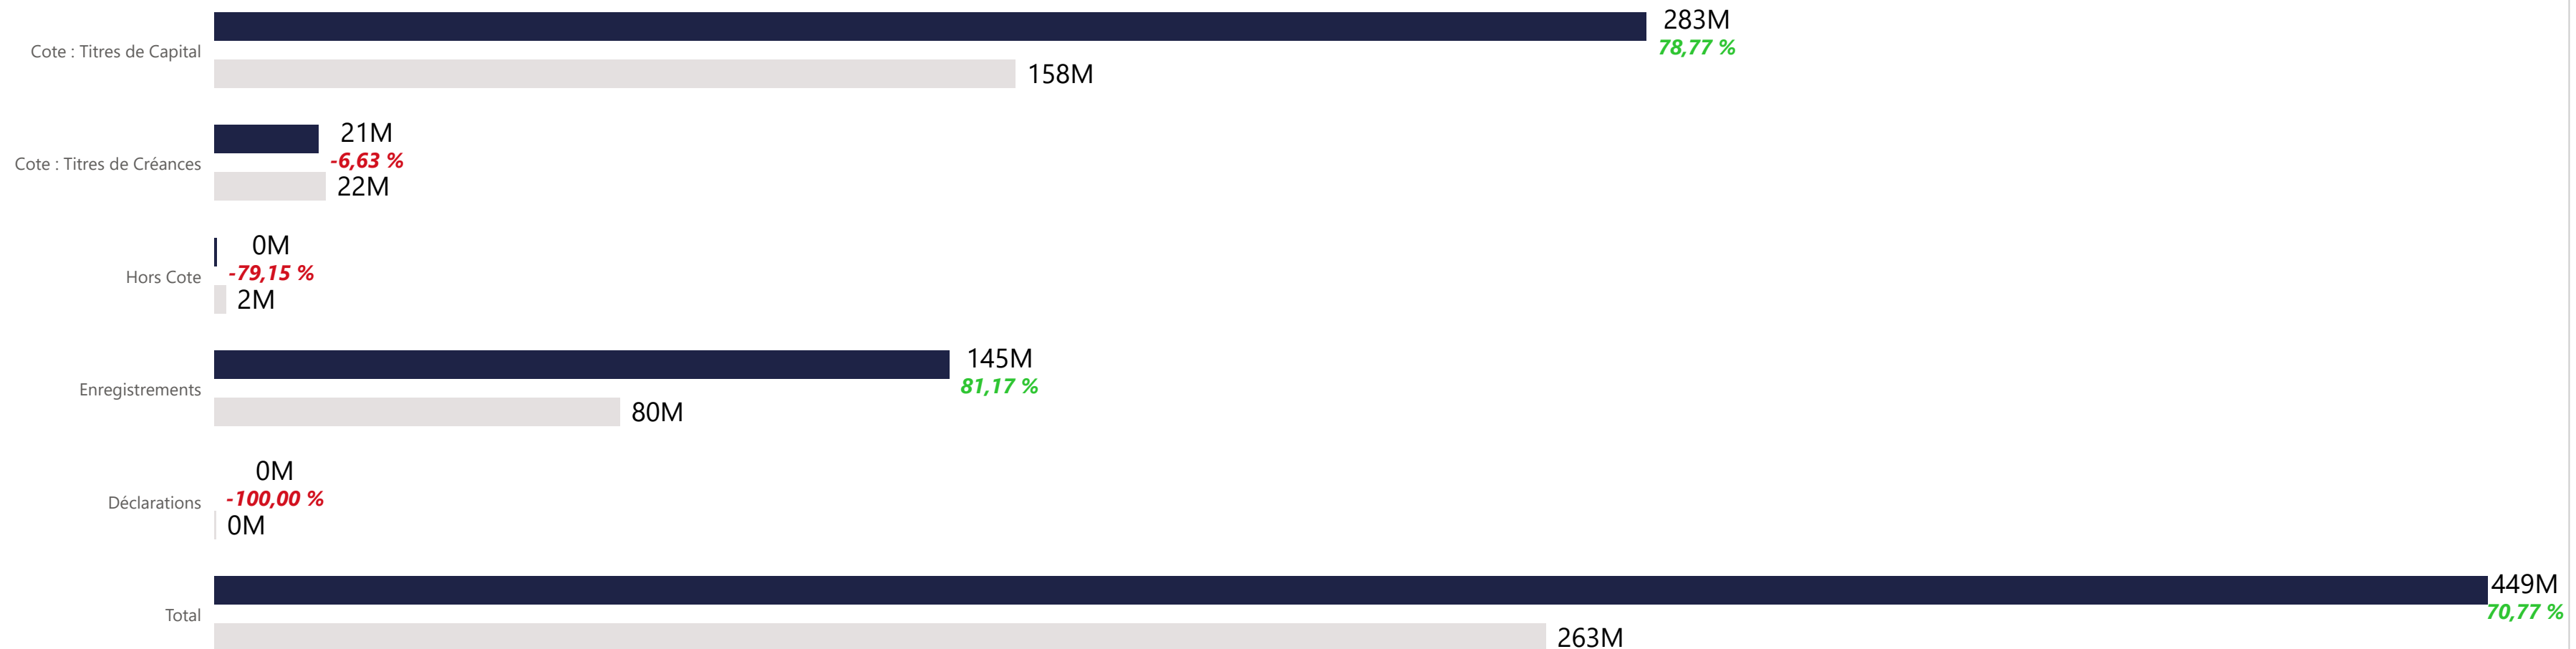 283M
78,77 %
Cote : Titres de Capital
158M
21M
-6,63 %
Cote : Titres de Créances
22M
0M
-79,15 %
Hors Cote
2M
145M
81,17 %
Enregistrements
80M
0M
-100,00 %
Déclarations
0M
449M
70,77 %
Total
263M